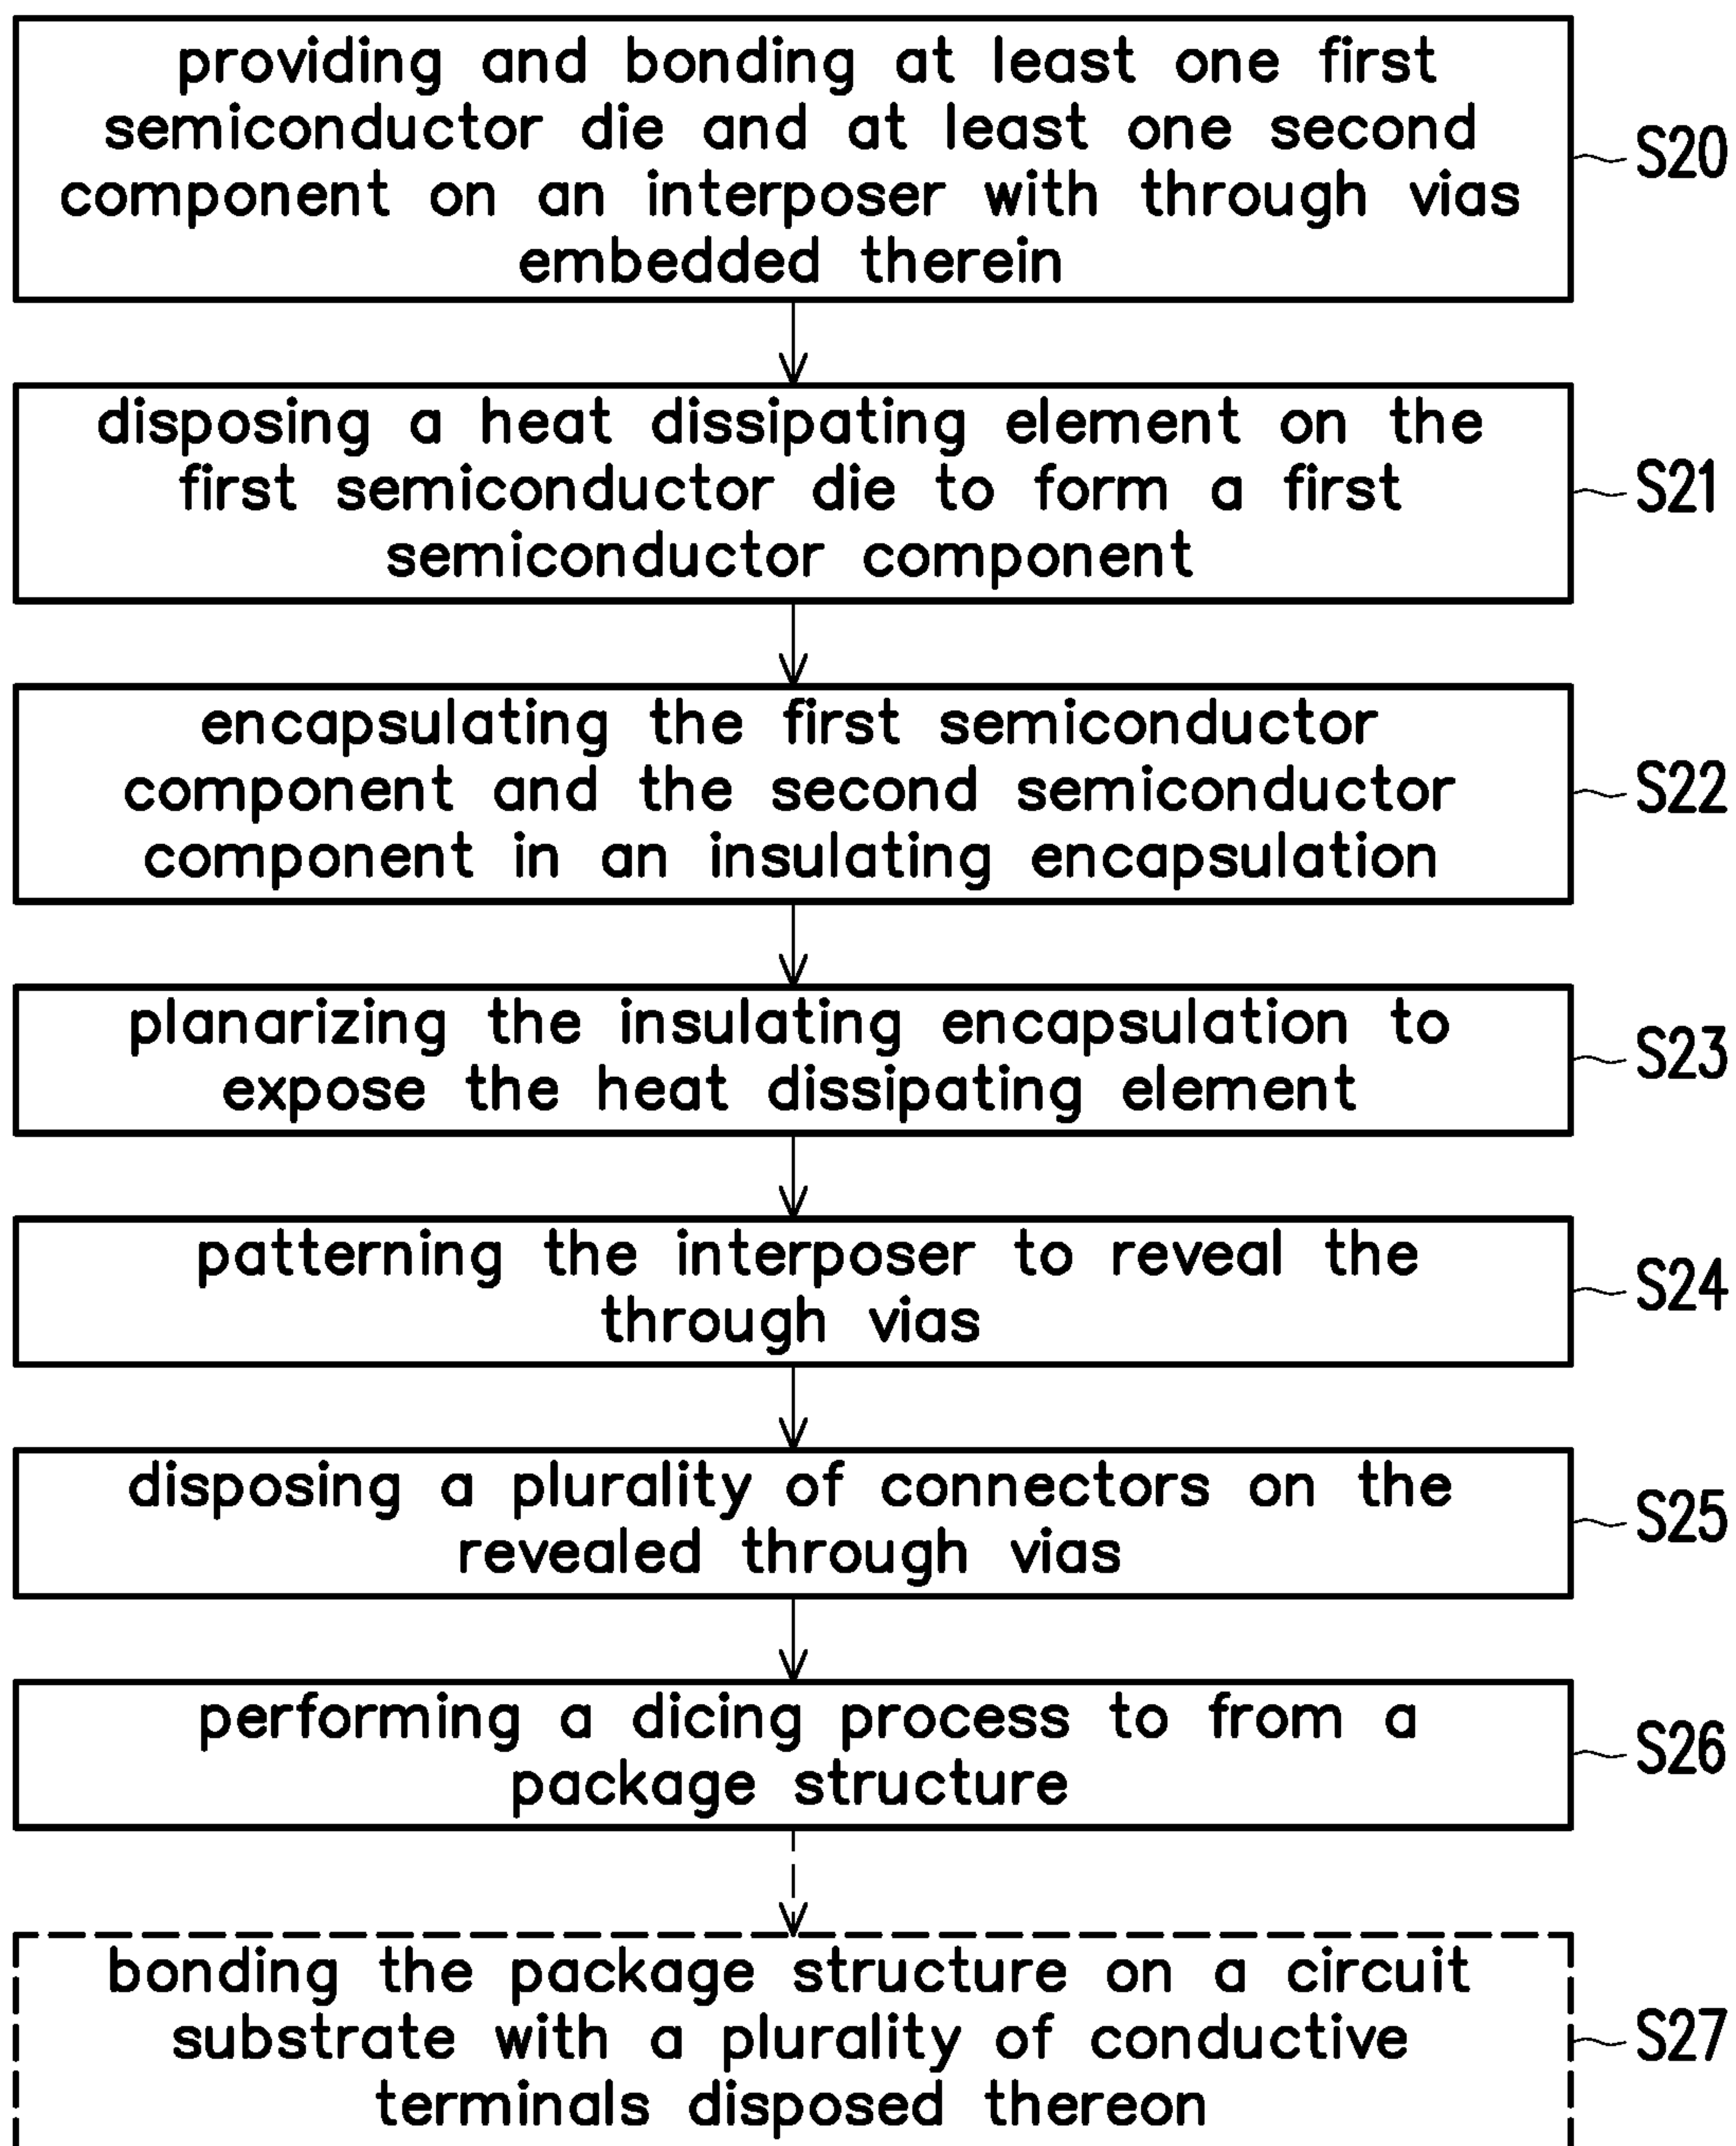 providing and bonding at least one first
semiconductor die and at least one second
component on an interposer with through vias
embedded therein
S20
disposing a heat dissipating element on the
first semiconductor die to form a first
semiconductor component
S21
encapsulating the first semiconductor
component and the second semiconductor
component in an insulating encapsulation
S22
planarizing the insulating encapsulation to
expose the heat dissipating element
S23
patterning the interposer to reveal the
through vias
S24
disposing a plurality of connectors on the
revealed through vias
S25
performing a dicing process to from a
package structure
S26
bonding the package structure on a circuit
substrate with a plurality of conductive
terminals disposed thereon
S27